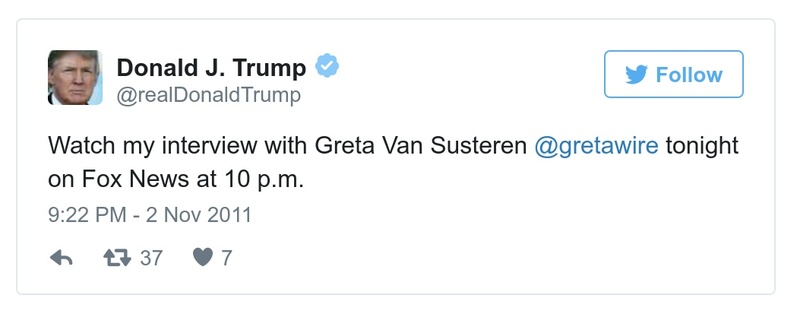 Donald J. Trump
Follow
@realDonaldTrump
Watch my interview with Greta Van Susteren @gretawire tonight
on Fox News at 10 p.m.
9:22 PM - 2 Nov 2011
37 7